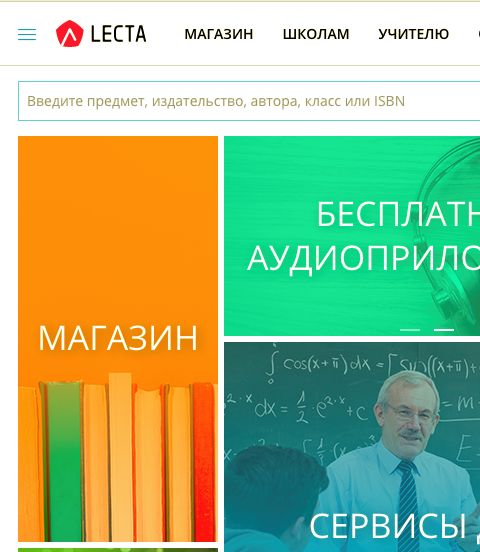 LECTA
МАГАЗИН
ШКОЛАМ
УЧИТЕЛЮ
Введите предмет, издательство, автора, класс или ISBN
БЕСПЛАТН
АУДИОПРИЛО
МАГАЗИН
СЕРВИСЫ